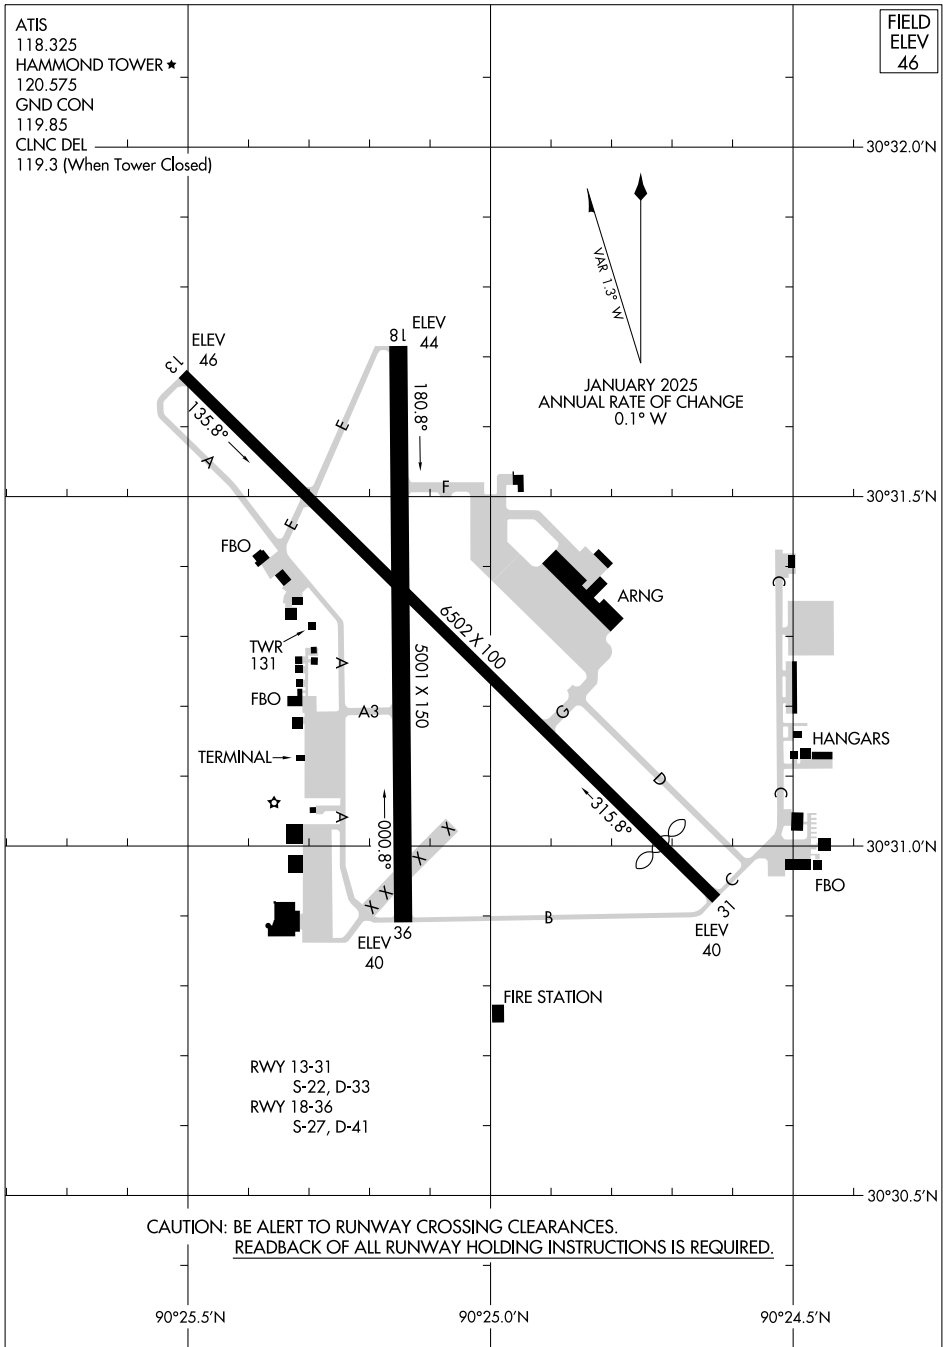 ATIS
118.325
HAMMOND TOWER ★
120.575
GND CON
119.85
CLNC DEL
119.3 (When Tower Closed)
FIELD
ELEV
46
30°32.0'N
VAR 1.3° W
JANUARY 2025
ANNUAL RATE OF CHANGE
0.1° W
13
ELEV
46
18
ELEV
44
135.8°
180.8°
A
E
E
F
30°31.5'N
FBO
ARNG
C
TWR
131
A
6502 X 100
5001 X 150
FBO
A3
G
HANGARS
TERMINAL
D
C
A
000.8°
315.8°
X
X
X
X
30°31.0'N
C
FBO
31
B
36
ELEV
40
ELEV
40
FIRE STATION
RWY 13-31
S-22, D-33
RWY 18-36
S-27, D-41
30°30.5'N
CAUTION: BE ALERT TO RUNWAY CROSSING CLEARANCES.
READBACK OF ALL RUNWAY HOLDING INSTRUCTIONS IS REQUIRED.
90°25.5'N
90°25.0'N
90°24.5'N